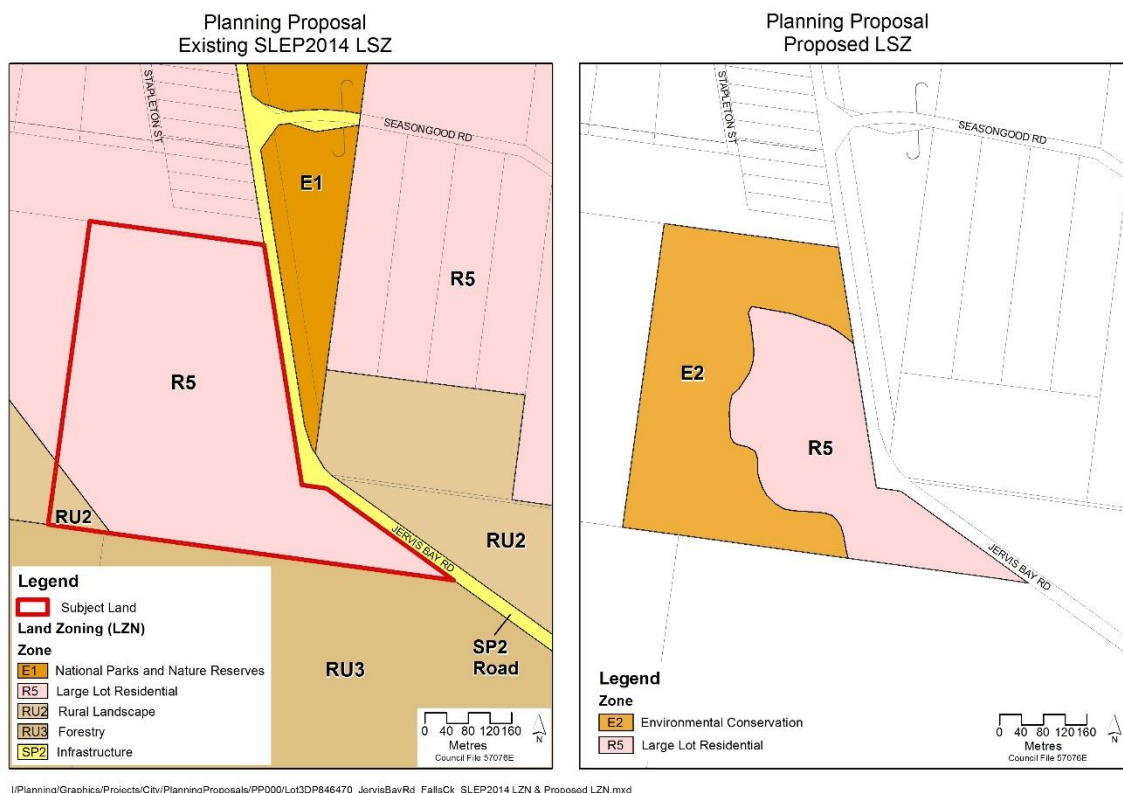 Planning Proposal
Existing SLEP2014 LSZ
STAPLETON ST
SEASONGOOD RD
E1
R5
R5
RU2
JERVIS BAY RD
RU2
SP2
Road
RU3
Legend
Subject Land
Land Zoning (LZN)
Zone
E1 National Parks and Nature Reserves
R5 Large Lot Residential
RU2 Rural Landscape
RU3 Forestry
SP2 Infrastructure
0 40 80 120 160
Metres
Council File 57076E
N
Planning Proposal
Proposed LSZ
STAPLETON ST
SEASONGOOD RD
E2
R5
JERVIS BAY RD
Legend
Zone
E2 Environmental Conservation
R5 Large Lot Residential
0 40 80 120 160
Metres
Council File 57076E
N
I/Planning/Graphics/Projects/City/PlanningProposals/PP000/Lot3DP846470_JervisBayRd_FallsCk_SLEP2014 LZN & Proposed LZN.mxd